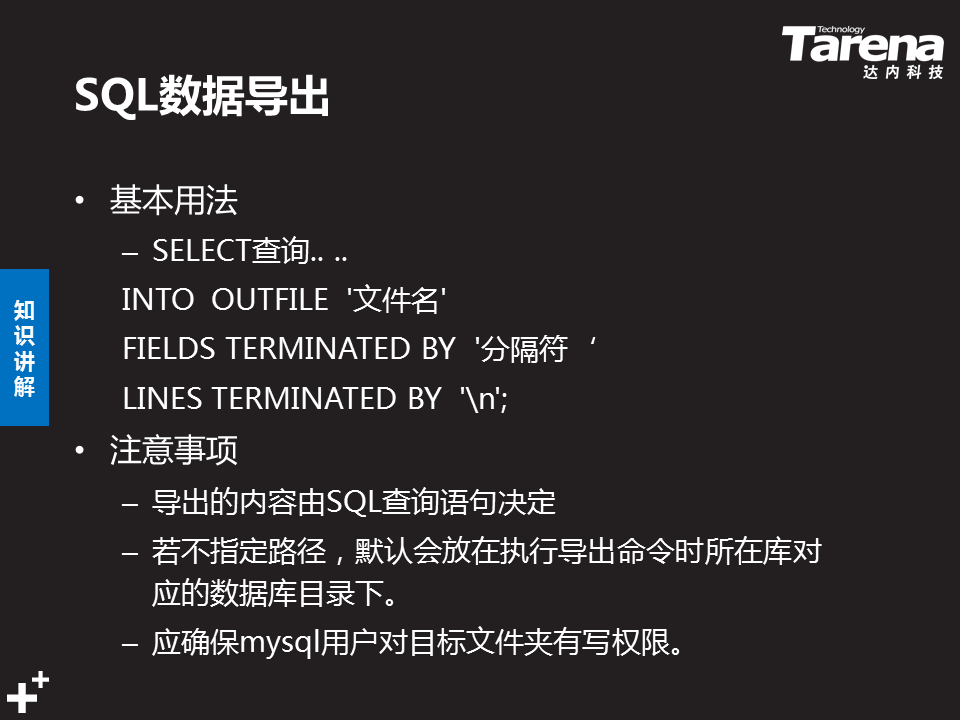 Technology
Tarena
达内科技
SQL数据导出
• 基本用法
– SELECT查询.. ..
INTO  OUTFILE  '文件名'
FIELDS TERMINATED BY  '分隔符‘
LINES TERMINATED BY  '\n';
知识讲解
• 注意事项
– 导出的内容由SQL查询语句决定
– 若不指定路径，默认会放在执行导出命令时所在库对
应的数据库目录下。
– 应确保mysql用户对目标文件夹有写权限。